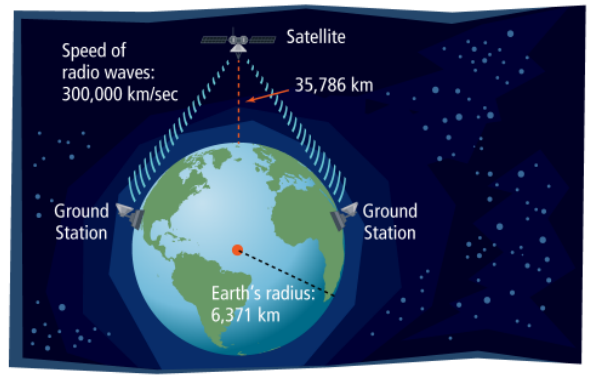 Satellite
Speed of
radio waves:
300,000 km/sec
35,786 km
Ground
Station
Ground
Station
Earth's radius:
6,371 km